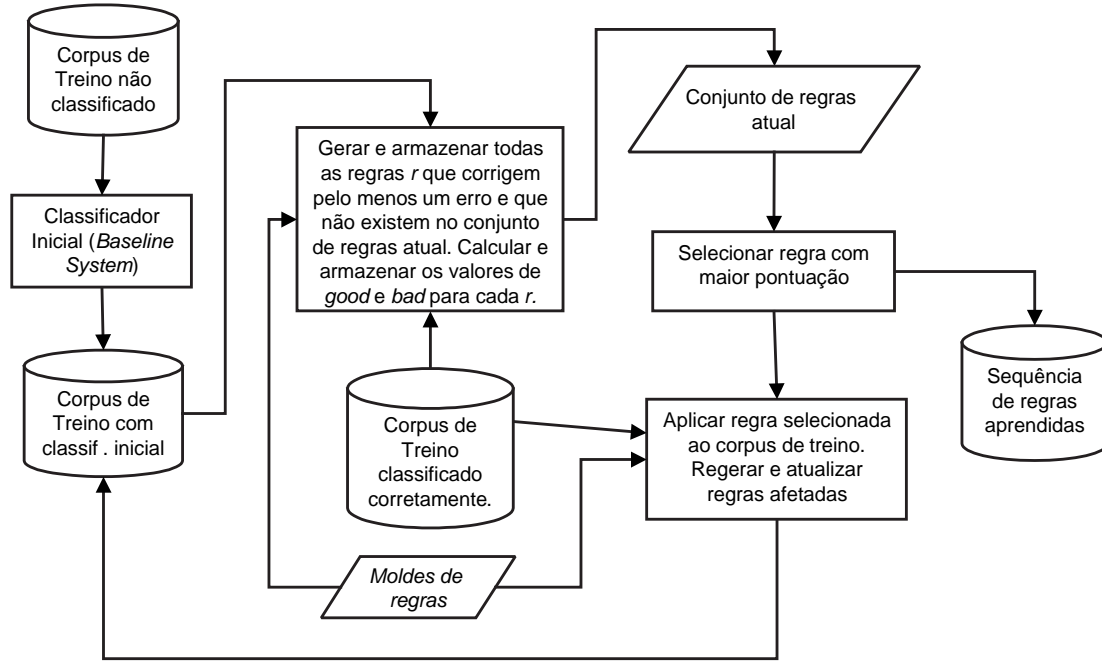 Corpus de
Treino não
classificado
Classificador
Inicial (Baseline
System)
Corpus de
Treino com
classif . inicial
Gerar e armazenar todas
as regras r que corrigem
pelo menos um erro e que
não existem no conjunto
de regras atual. Calcular e
armazenar os valores de
good e bad para cada r.
Corpus de
Treino
classificado
corretamente.
Moldes de
regras
Conjunto de regras
atual
Selecionar regra com
maior pontuação
Aplicar regra selecionada
ao corpus de treino.
Regerar e atualizar
regras afetadas
Sequência
de regras
aprendidas